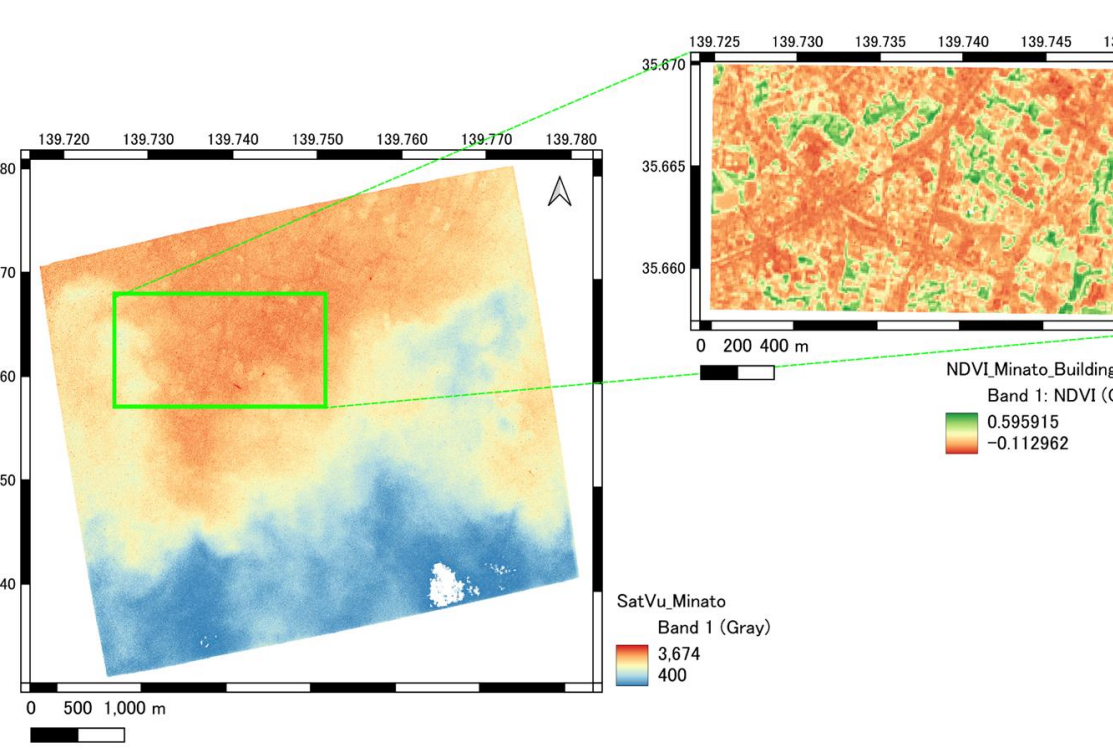 139.725 139.730 139.735 139.740 139.745
35.670
35.665
35.660
0 200 400 m
NDVI_Minato_Building
Band 1: NDVI (
0.595915
-0.112962
139.720 139.730 139.740 139.750 139.760 139.770 139.780
80
70
60
50
40
0 500 1,000 m
SatVu_Minato
Band 1 (Gray)
3,674
400